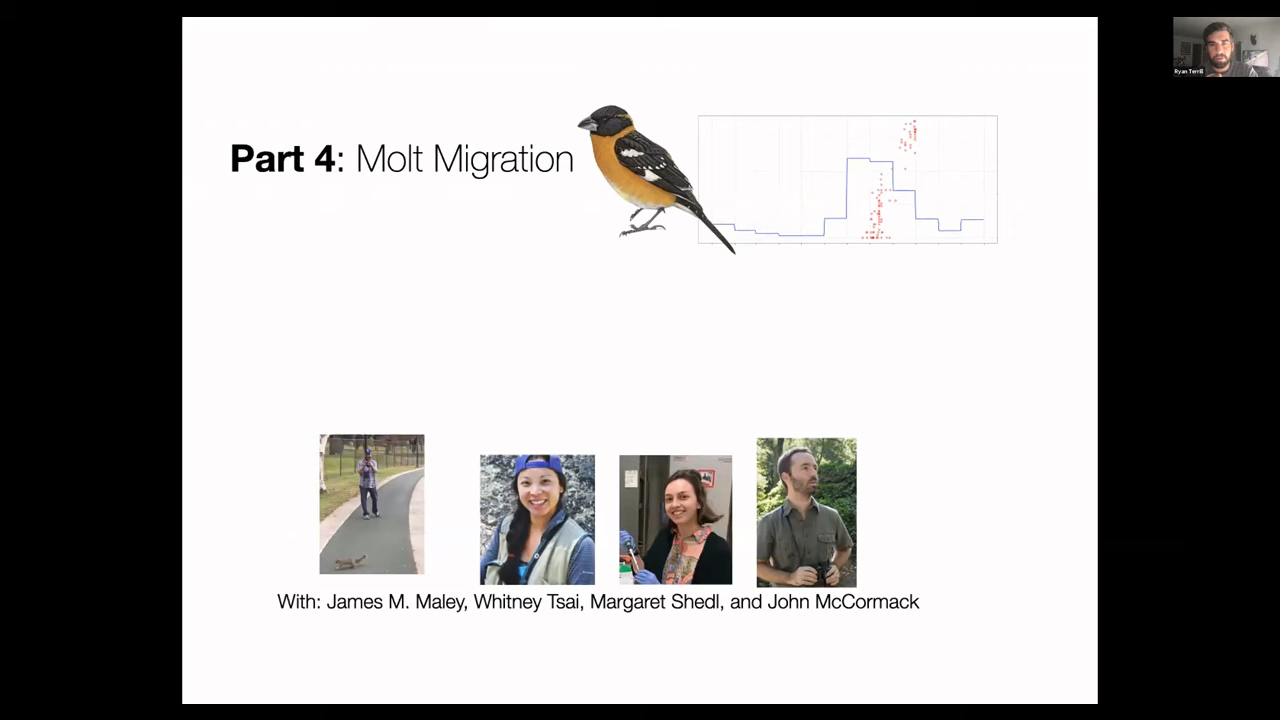 Ryan Terrill
Part 4: Molt Migration
With: James M. Maley, Whitney Tsai, Margaret Shedl, and John McCormack